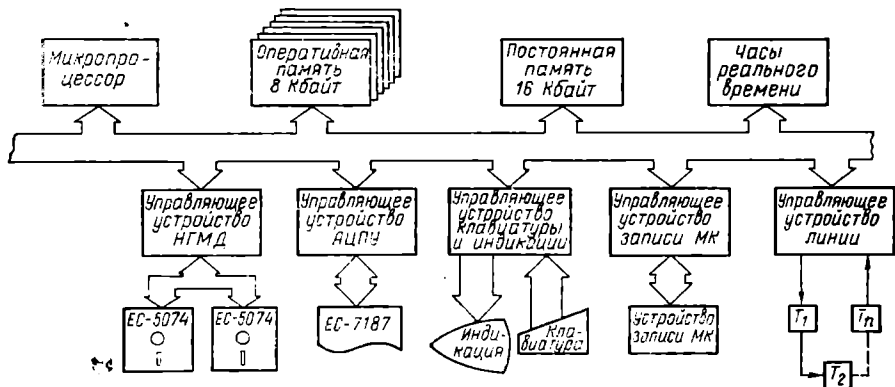 Микропро-
цессор
Оперативная
память
8 Кбайт
Постоянная
память
16 Кбайт
Часы
реального
времени
Управляющее
устройство
НГМД
Управляющее
устройство
АЦПУ
Управляющее
устройство
клавиатуры
и индикации
Управляющее
устройство
записи МК
Управляющее
устройство
линии
ЕС-5074
ЕС-5074
ЕС-7187
Инди-
кация
Кла-
виатура
Устройство
записи МК
T1
T2
Tn